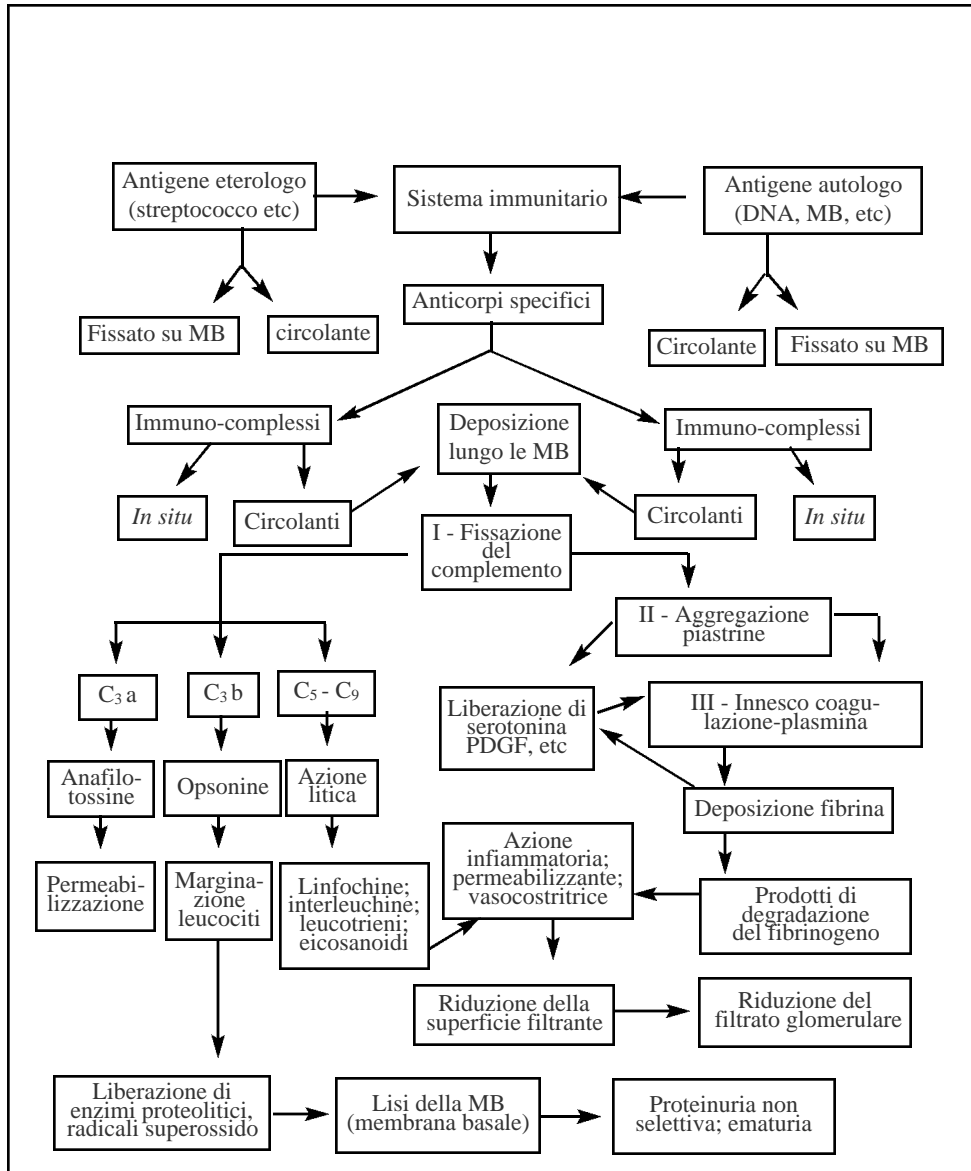 Antigene eterologo
(streptococco etc)
Sistema immunitario
Antigene autologo
(DNA, MB, etc)
Anticorpi specifici
Fissato su MB
circolante
Circolante
Fissato su MB
Immuno-complessi
Deposizione
lungo le MB
Immuno-complessi
In situ
Circolanti
Circolanti
In situ
I - Fissazione
del
complemento
II - Aggregazione
piastrine
C3 a
C3 b
C5 - C9
Liberazione di
serotonina
PDGF, etc
III - Innesco coagu-
lazione-plasmina
Anafilo-
tossine
Opsonine
Azione
litica
Deposizione fibrina
Permeabi-
lizzazione
Margina-
zione
leucociti
Linfochine;
interleuchine;
leucotrieni;
eicosanoidi
Azione
infiammatoria;
permeabilizzante;
vasocostritrice
Prodotti di
degradazione
del fibrinogeno
Riduzione della
superficie filtrante
Riduzione del
filtrato glomerulare
Liberazione di
enzimi proteolitici,
radicali superossido
Lisi della MB
(membrana basale)
Proteinuria non
selettiva; ematuria